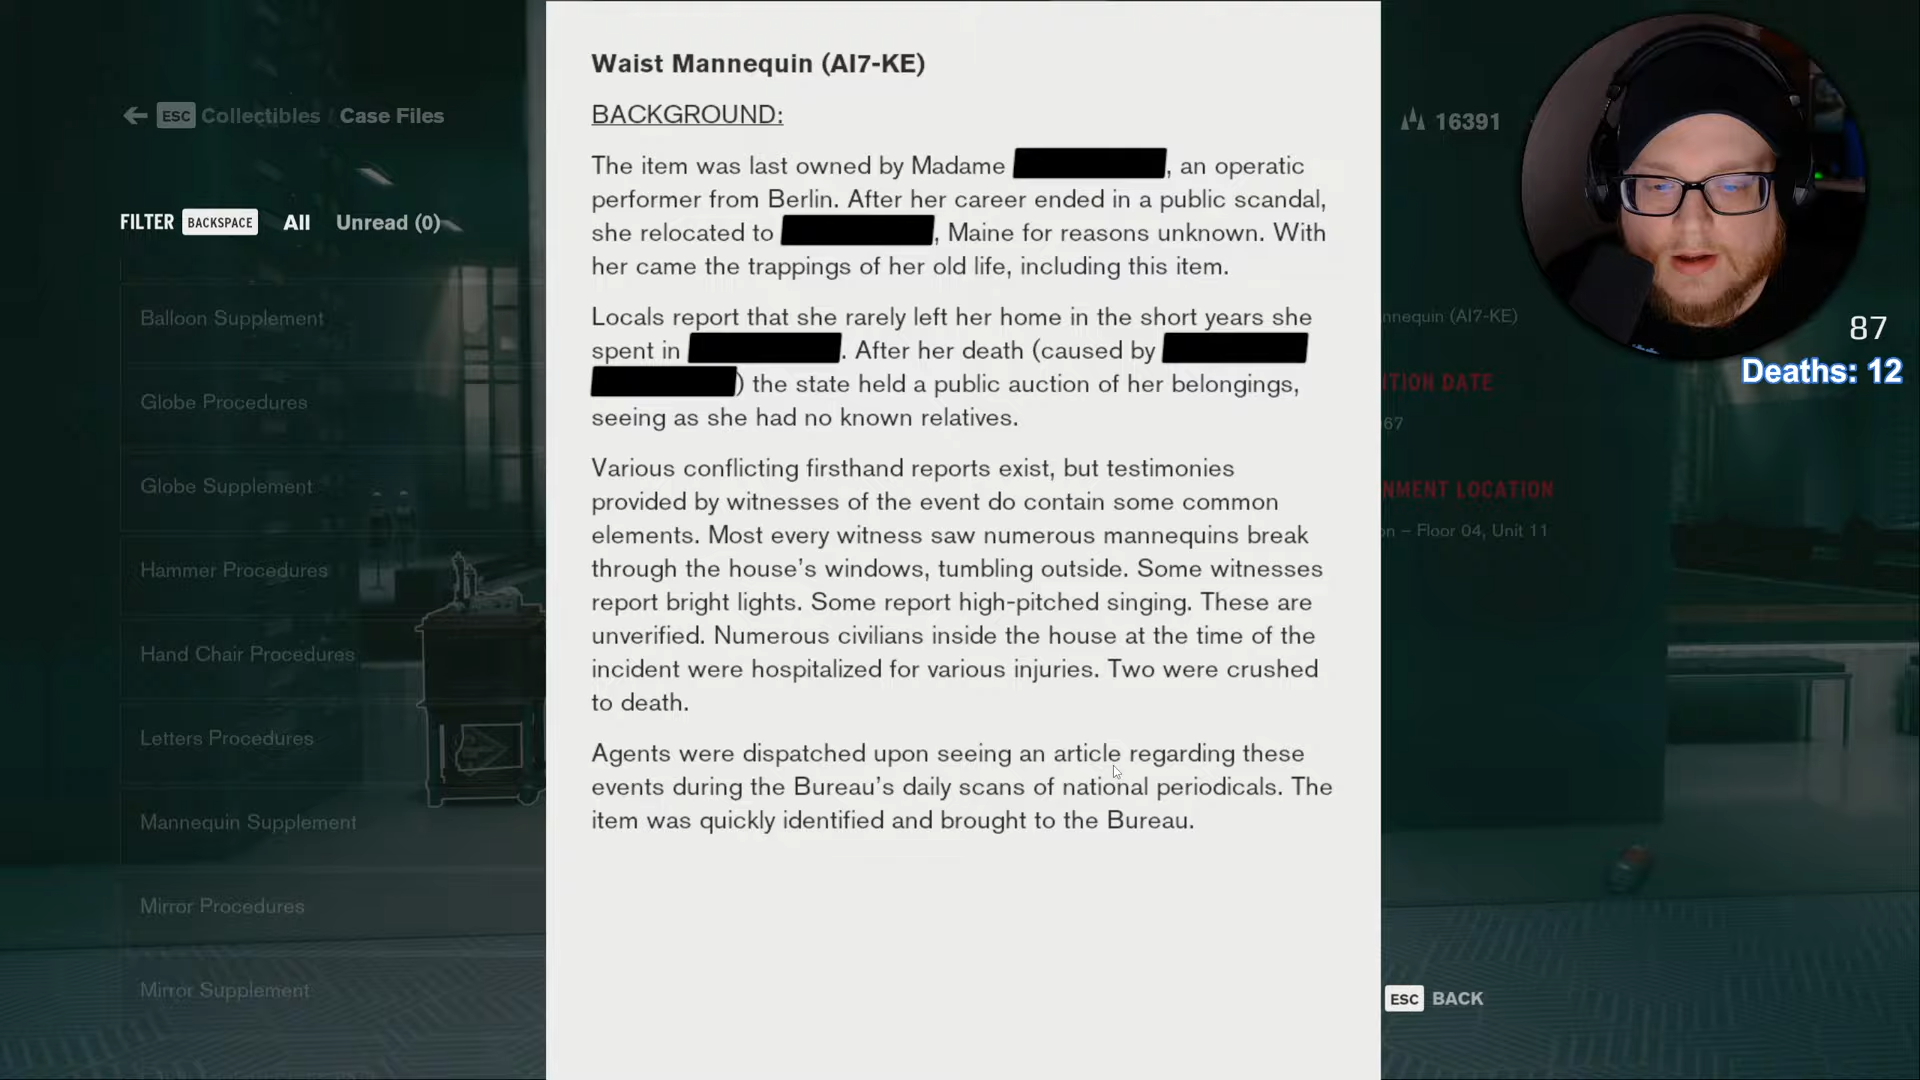 Waist Mannequin (AI7-KE)
BACKGROUND:
The item was last owned by Madame , an operatic
performer from Berlin. After her career ended in a public scandal,
she relocated to , Maine for reasons unknown. With
her came the trappings of her old life, including this item.
Locals report that she rarely left her home in the short years she
spent in . After her death (caused by
) the state held a public auction of her belongings,
seeing as she had no known relatives.
Various conflicting firsthand reports exist, but testimonies
provided by witnesses of the event do contain some common
elements. Most every witness saw numerous mannequins break
through the house's windows, tumbling outside. Some witnesses
report bright lights. Some report high-pitched singing. These are
unverified. Numerous civilians inside the house at the time of the
incident were hospitalized for various injuries. Two were crushed
to death.
Agents were dispatched upon seeing an article regarding these
events during the Bureau's daily scans of national periodicals. The
item was quickly identified and brought to the Bureau.
ESC Collectibles / Case Files
FILTER BACKSPACE All Unread (0)
Balloon Supplement
Globe Procedures
Globe Supplement
Hammer Procedures
Hand Chair Procedures
Letters Procedures
Mannequin Supplement
Mirror Procedures
Mirror Supplement
16391
nnequin (AI7-KE)
ITION DATE
67
NMENT LOCATION
n – Floor 04, Unit 11
87
Deaths: 12
ESC BACK